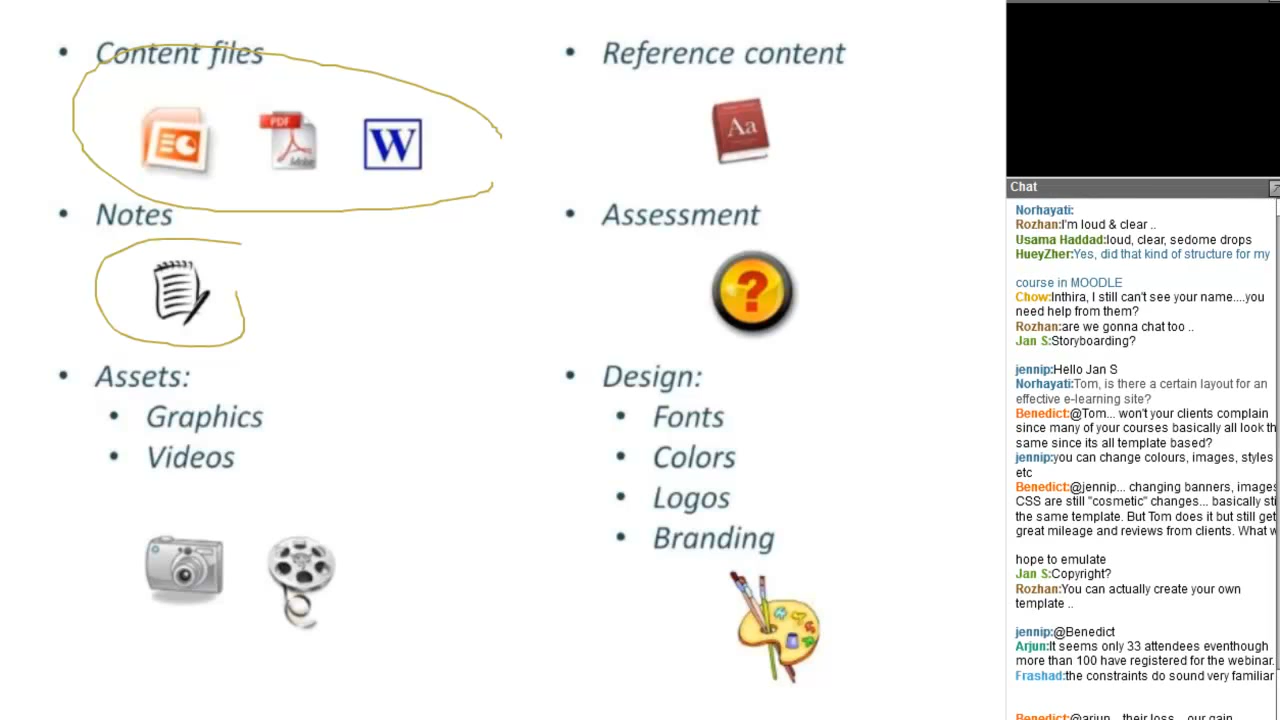 • Content files
PDF
Adobe
W
• Notes
• Assets:
• Graphics
• Videos
• Reference content
Aa
• Assessment
?
• Design:
• Fonts
• Colors
• Logos
• Branding
Chat
Norhayati:
Rozhan:I'm loud & clear ..
Usama Haddad:loud, clear, sedome drops
HueyZher:Yes, did that kind of structure for my
course in MOODLE
Chow:Inthira, I still can't see your name....you
need help from them?
Rozhan:are we gonna chat too ..
Jan S:Storyboarding?
jennip:Hello Jan S
Norhayati:Tom, is there a certain layout for an
effective e-learning site?
Benedict:@Tom... won't your clients complain
since many of your courses basically all look th
same since its all template based?
jennip:you can change colours, images, styles
etc
Benedict:@jennip... changing banners, images
CSS are still "cosmetic" changes... basically sti
the same template. But Tom does it but still get
great mileage and reviews from clients. What w
hope to emulate
Jan S:Copyright?
Rozhan:You can actually create your own
template ..
jennip:@Benedict
Arjun:It seems only 33 attendees eventhough
more than 100 have registered for the webinar.
Frashad:the constraints do sound very familiar
Benedict:@arjun... their loss... our gain